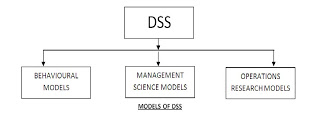 DSS
BEHAVIOURAL
MODELS
MANAGEMENT
SCIENCE MODELS
OPERATIONS
RESEARCH MODELS
MODELS OF DSS